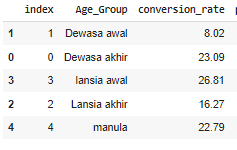 index Age_Group conversion_rate
1 1 Dewasa awal 8.02
0 0 Dewasa akhir 23.09
3 3 lansia awal 26.81
2 2 Lansia akhir 16.27
4 4 manula 22.79